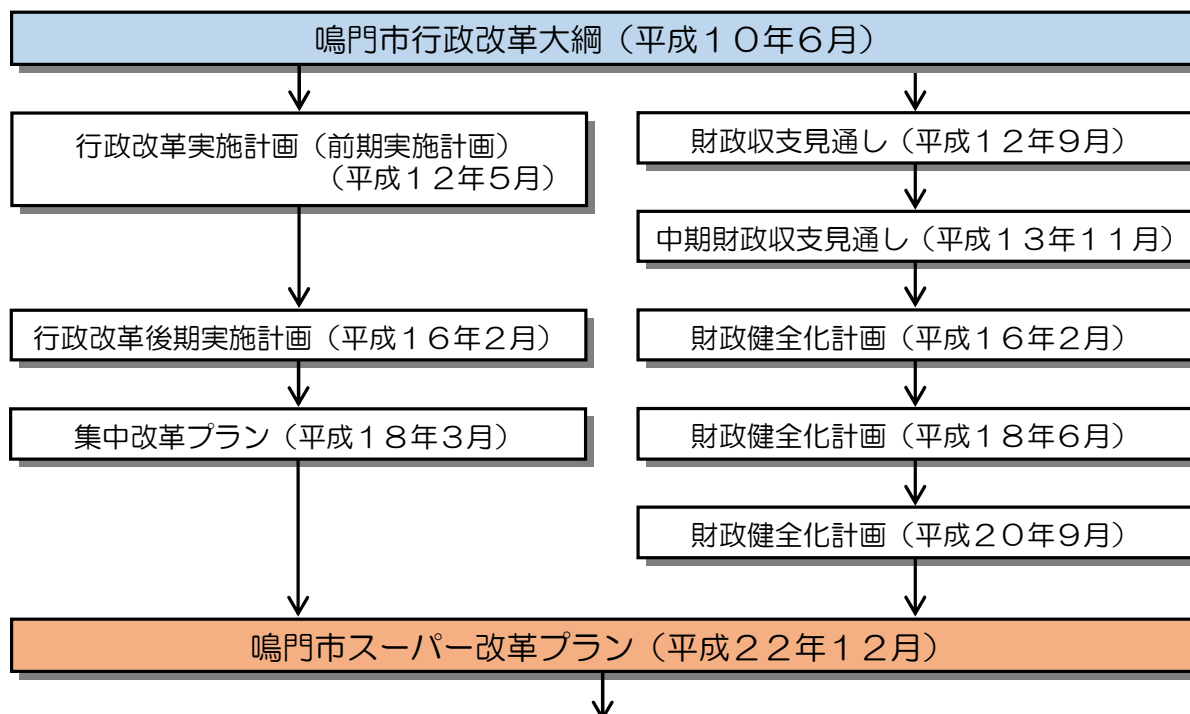 鳴門市行政改革大綱（平成１０年６月）
行政改革実施計画（前期実施計画）
（平成１２年５月）
行政改革後期実施計画（平成１６年２月）
集中改革プラン（平成１８年３月）
財政収支見通し（平成１２年９月）
中期財政収支見通し（平成１３年１１月）
財政健全化計画（平成１６年２月）
財政健全化計画（平成１８年６月）
財政健全化計画（平成２０年９月）
鳴門市スーパー改革プラン（平成２２年１２月）